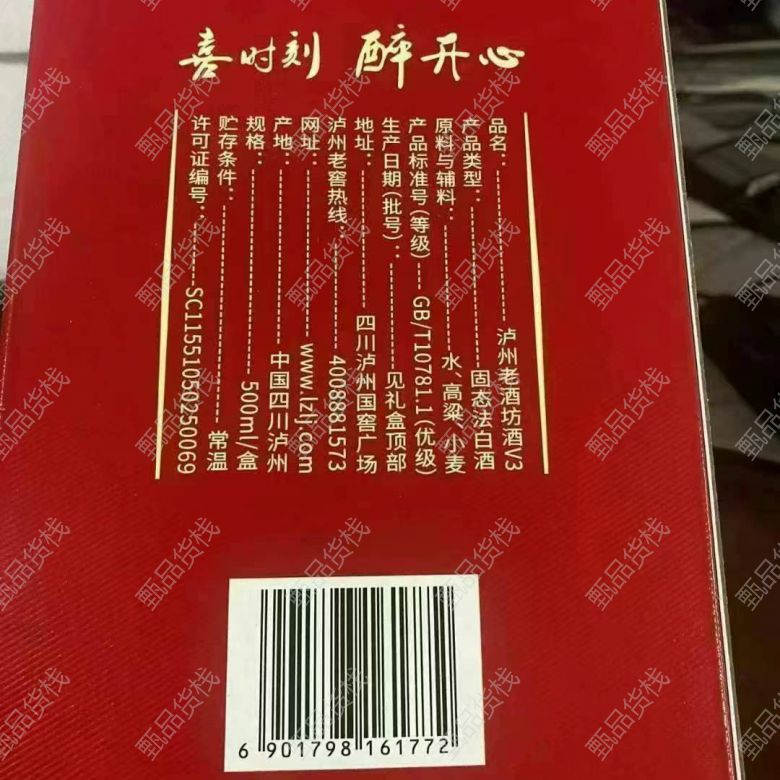 喜时刻 醉开心
品名：泸州老酒坊酒V3
产品类型：固态法白酒
原料与辅料：水、高粱、小麦
产品标准号(等级)：GB/T10781.1(优级)
生产日期(批号)：见礼盒顶部
地址：四川泸州国窖广场
泸州老窖热线：4008881573
网址：www.lzlj.com
产地：中国四川泸州
规格：500ml/盒
贮存条件：常温
许可证编号：SC11551050250069
6 901798 161772
甄品货栈